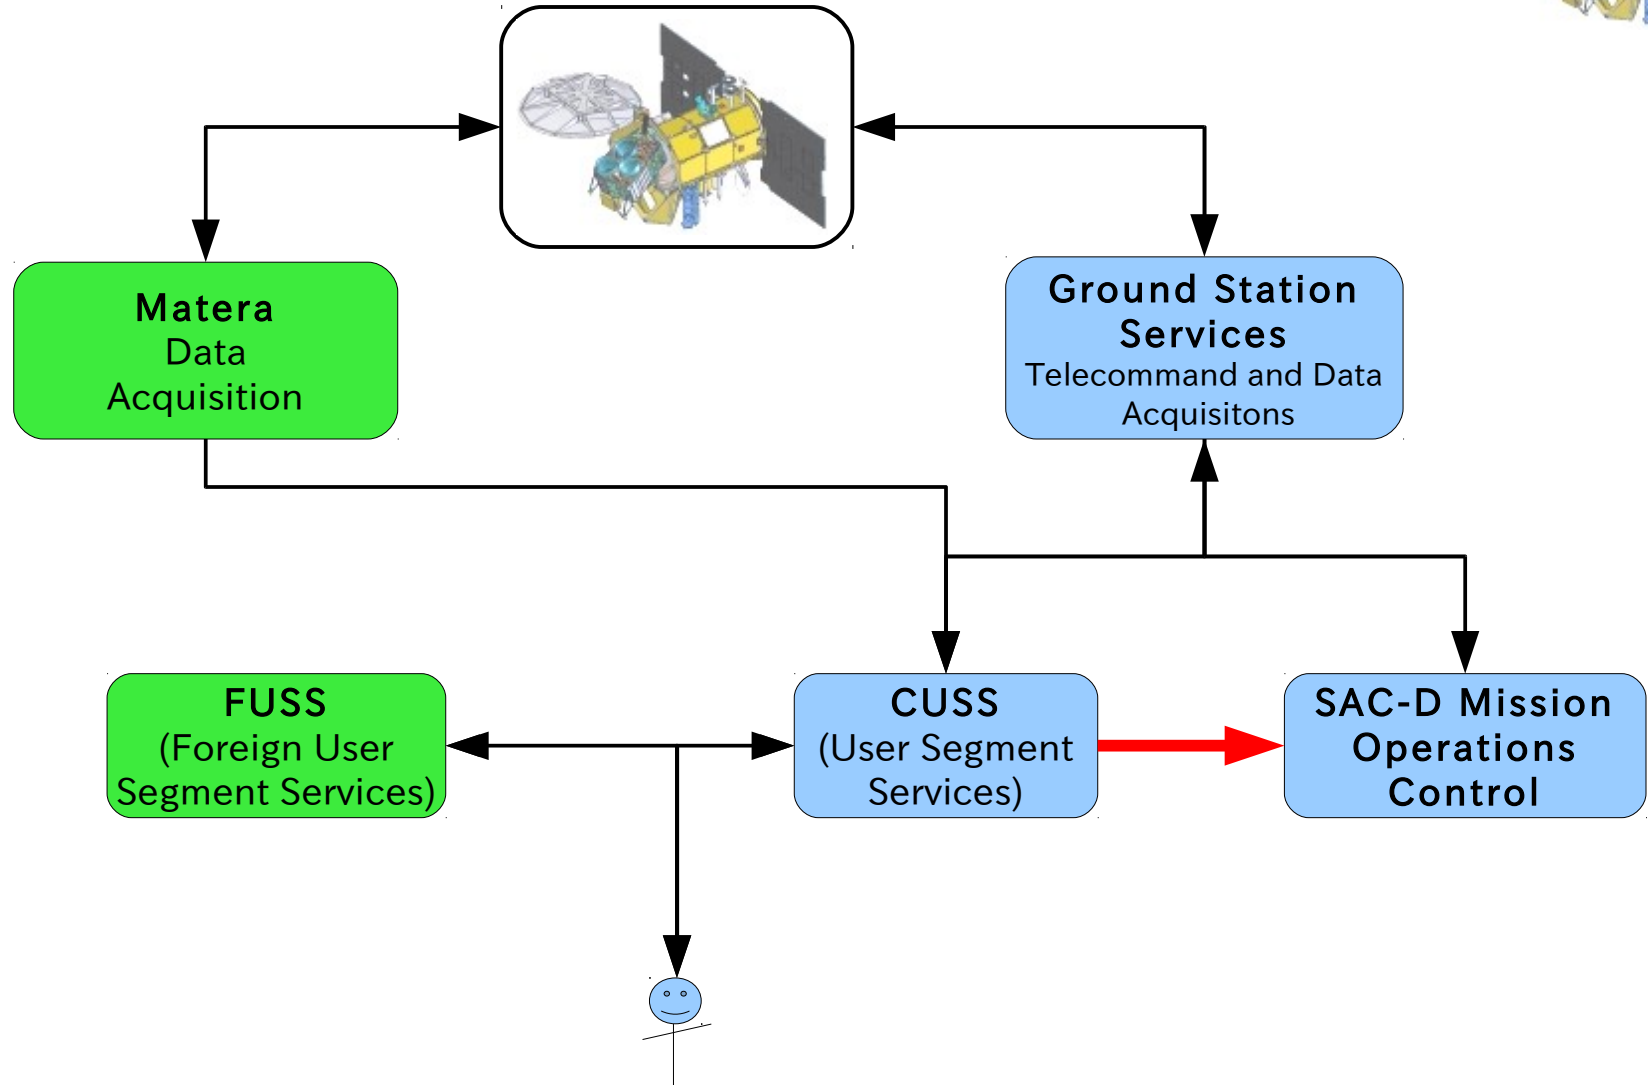 Matera
Data
Acquisition
Ground Station
Services
Telecommand and Data
Acquisitons
FUSS
(Foreign User
Segment Services)
CUSS
(User Segment
Services)
SAC-D Mission
Operations
Control